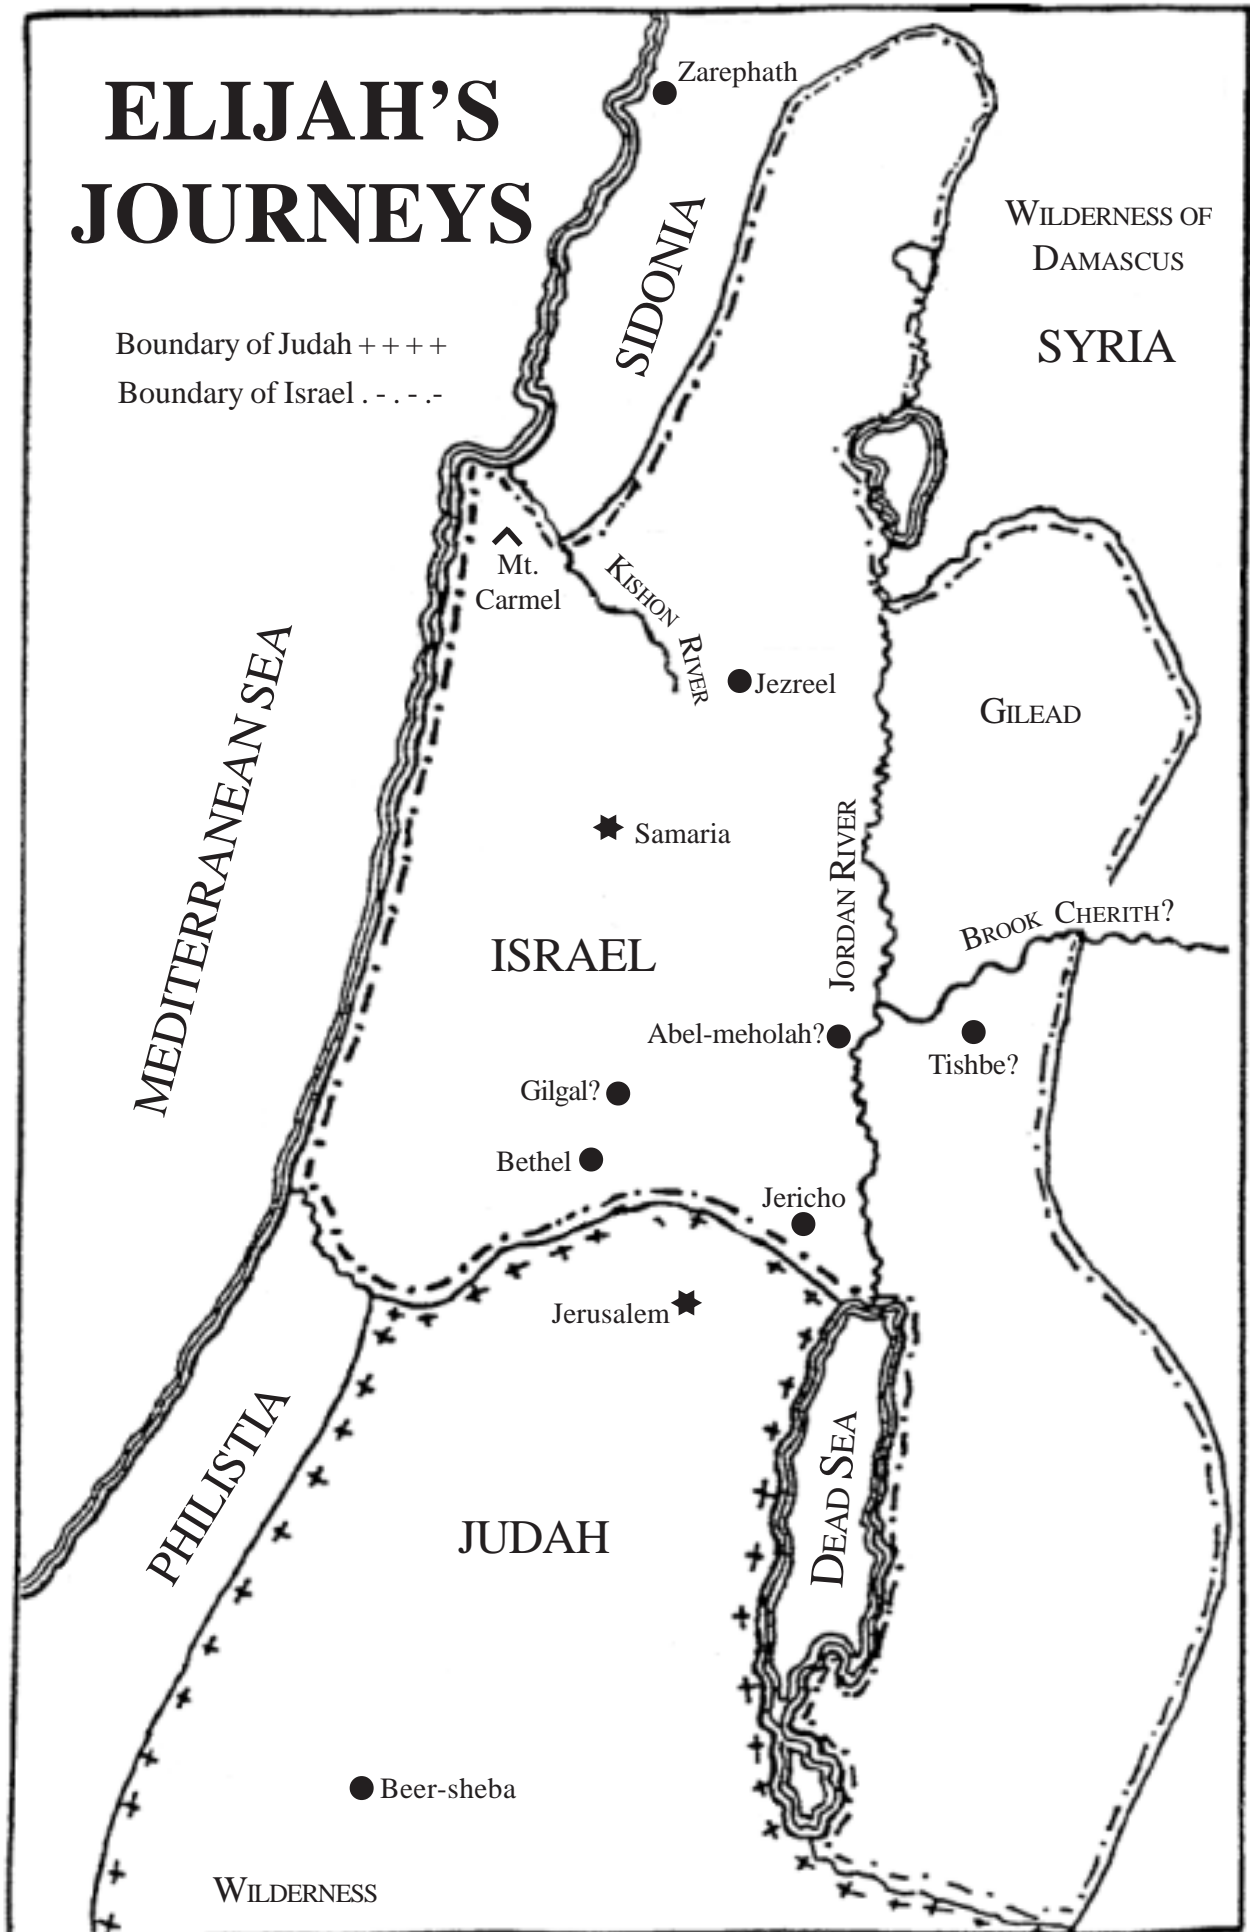 ELIJAH'S
JOURNEYS
Boundary of Judah + + + +
Boundary of Israel . - . - .-
Zarephath
SIDONIA
WILDERNESS OF
DAMASCUS
SYRIA
Mt.
Carmel
KISHON RIVER
Jezreel
GILEAD
MEDITERRANEAN SEA
Samaria
JORDAN RIVER
BROOK CHERITH?
ISRAEL
Abel-meholah?
Tishbe?
Gilgal?
Bethel
Jericho
Jerusalem
PHILISTIA
DEAD SEA
JUDAH
Beer-sheba
WILDERNESS